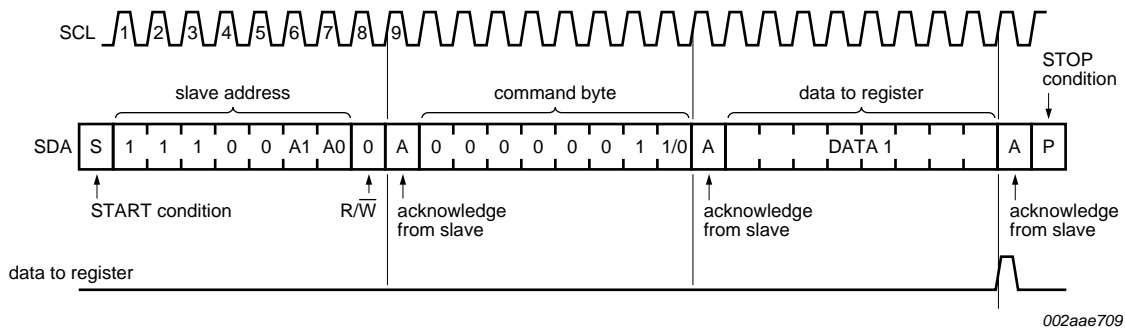 SCL 1 2 3 4 5 6 7 8 9
STOP
condition
slave address command byte data to register
SDA S 1 1 1 0 0 A1 A0 0 A 0 0 0 0 0 0 1 1/0 A DATA 1 A P
START condition R/W̅ acknowledge acknowledge acknowledge
from slave from slave from slave
data to register
002aae709